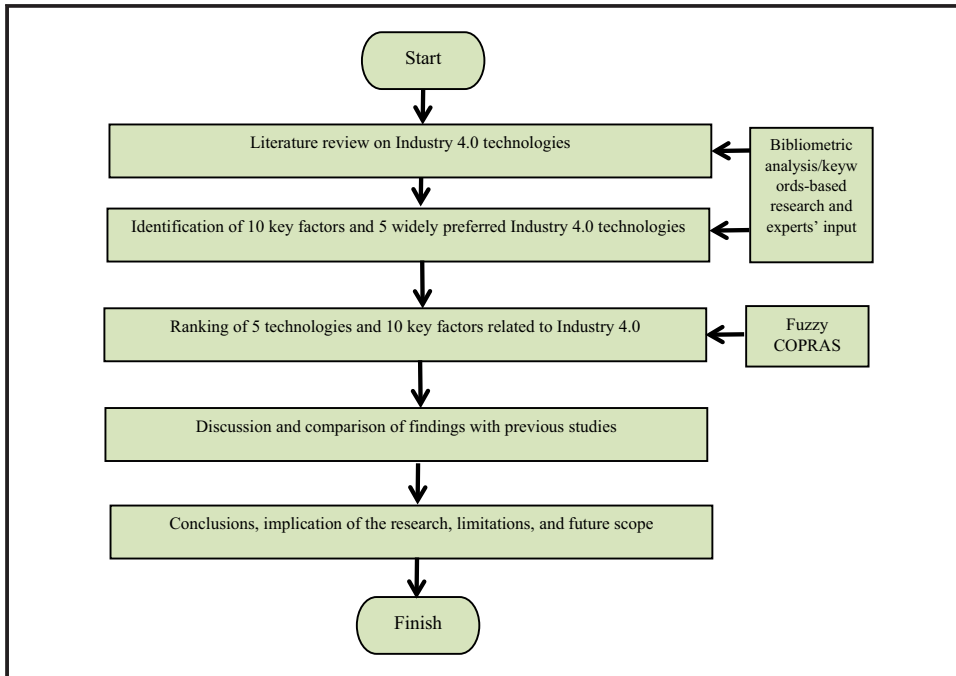 Start
Literature review on Industry 4.0 technologies
Bibliometric
analysis/keyw
ords-based
research and
experts' input
Identification of 10 key factors and 5 widely preferred Industry 4.0 technologies
Ranking of 5 technologies and 10 key factors related to Industry 4.0
Fuzzy
COPRAS
Discussion and comparison of findings with previous studies
Conclusions, implication of the research, limitations, and future scope
Finish